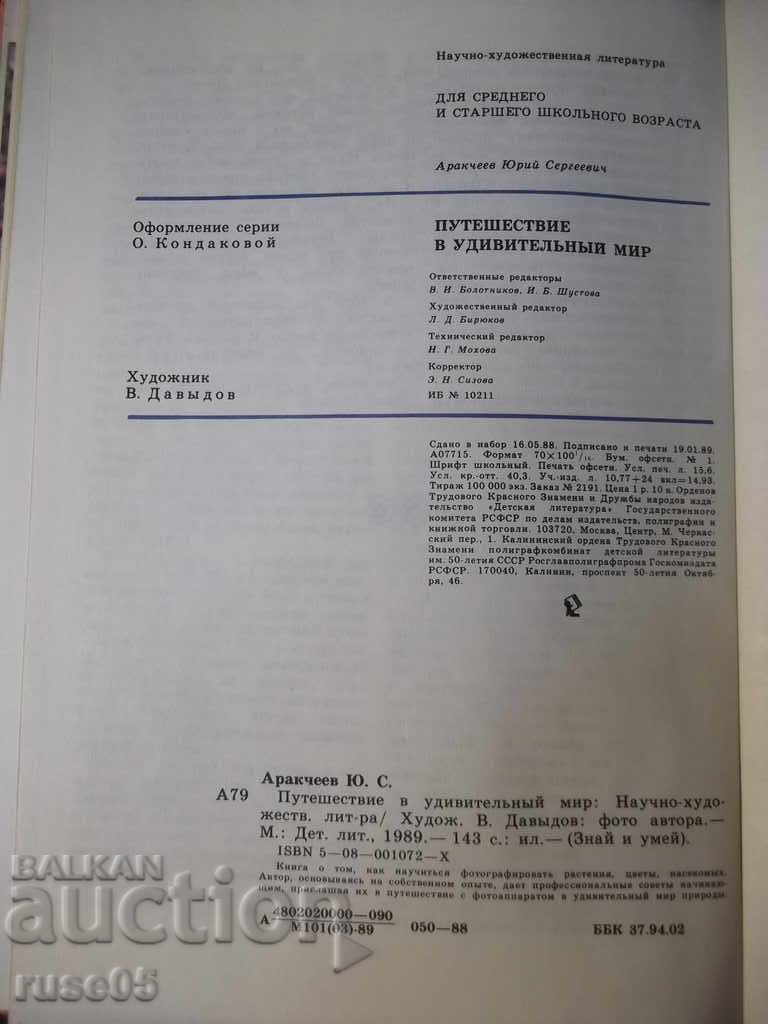 Научно-художественная литература
ДЛЯ СРЕДНЕГО
И СТАРШЕГО ШКОЛЬНОГО ВОЗРАСТА
Аракчеев Юрий Сергеевич
Оформление серии
О. Кондаковой
ПУТЕШЕСТВИЕ
В УДИВИТЕЛЬНЫЙ МИР
Ответственные редакторы
В. И. Болотников, И. Б. Шустова
Художественный редактор
Л. Д. Бирюков
Технический редактор
Н. Г. Мохова
Корректор
Э. Н. Сизова
ИБ № 10211
Художник
В. Давыдов
Сдано в набор 16.05.88. Подписано к печати 19.01.89.
А07715. Формат 70×100¹/₁₆. Бум. офсетн. № 1.
Шрифт школьный. Печать офсетн. Усл. печ. л. 15,6.
Усл. кр.-отт. 40,3. Уч.-изд. л. 10,77+24 вкл=14,93.
Тираж 100 000 экз. Заказ № 2191. Цена 1 р. 10 к. Орденов
Трудового Красного Знамени и Дружбы народов изда-
тельство «Детская литература» Государственного
комитета РСФСР по делам издательств, полиграфии и
книжной торговли. 103720, Москва, Центр, М. Черкас-
ский пер., 1. Калининский ордена Трудового Красного
Знамени полиграфкомбинат детской литературы
им. 50-летия СССР Росглавполиграфпрома Госкомиздата
РСФСР. 170040, Калинин, проспект 50-летия Октяб-
ря, 46.
Аракчеев Ю. С.
А79 Путешествие в удивительный мир: Научно-худо-
жеств. лит-ра/ Худож. В. Давыдов: фото автора.—
М.: Дет. лит., 1989.— 143 с.: ил.— (Знай и умей).
ISBN 5—08—001072—X
Книга о том, как научиться фотографировать растения, цветы, насекомых.
Автор, основываясь на собственном опыте, дает профессиональные советы начинаю-
щим, приглашая их в путешествие с фотоаппаратом в удивительный мир природы.
А 4802020000—090
М101(03)-89 050—88 ББК 37.94.02
BALKAN
auction
ruse05